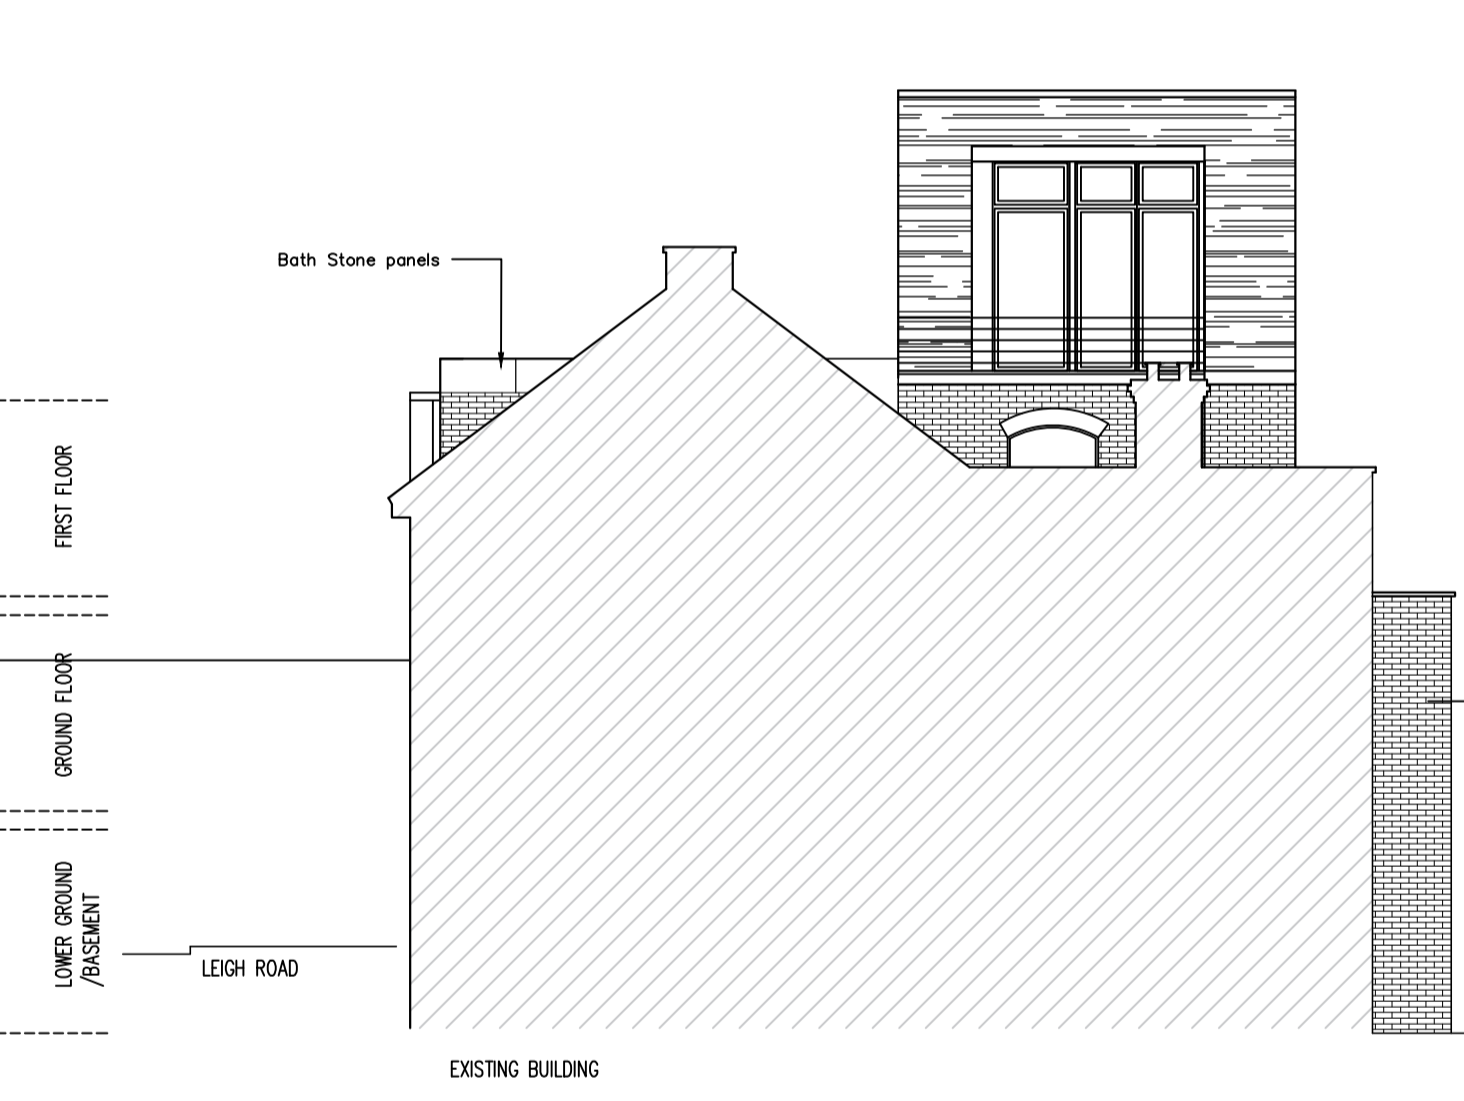 Bath Stone panels
FIRST FLOOR
GROUND FLOOR
LOWER GROUND
/BASEMENT
LEIGH ROAD
EXISTING BUILDING